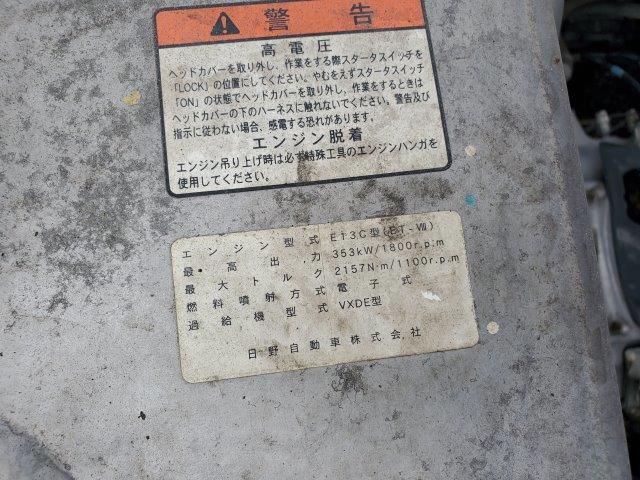 警 告
高電圧
ヘッドカバーを取り外し、作業をする際スタータスイッチを
「LOCK」の位置にしてください。やむをえずスタータスイッチ
「ON」の状態でヘッドカバーを取り外し、作業をするときは
ヘッドカバーの下のハーネスに触れないでください。警告及び
指示に従わない場合、感電する恐れがあります。
エンジン脱着
エンジン吊り上げ時は必ず特殊工具のエンジンハンガを
使用してください。
エンジン型式 E13C型(ET-Ⅷ)
最高出力 353kW/1800r.p.m
最大トルク 2157N·m/1100r.p.m
燃料噴射方式 電子式
過給機型式 VXDE型
日野自動車株式会社